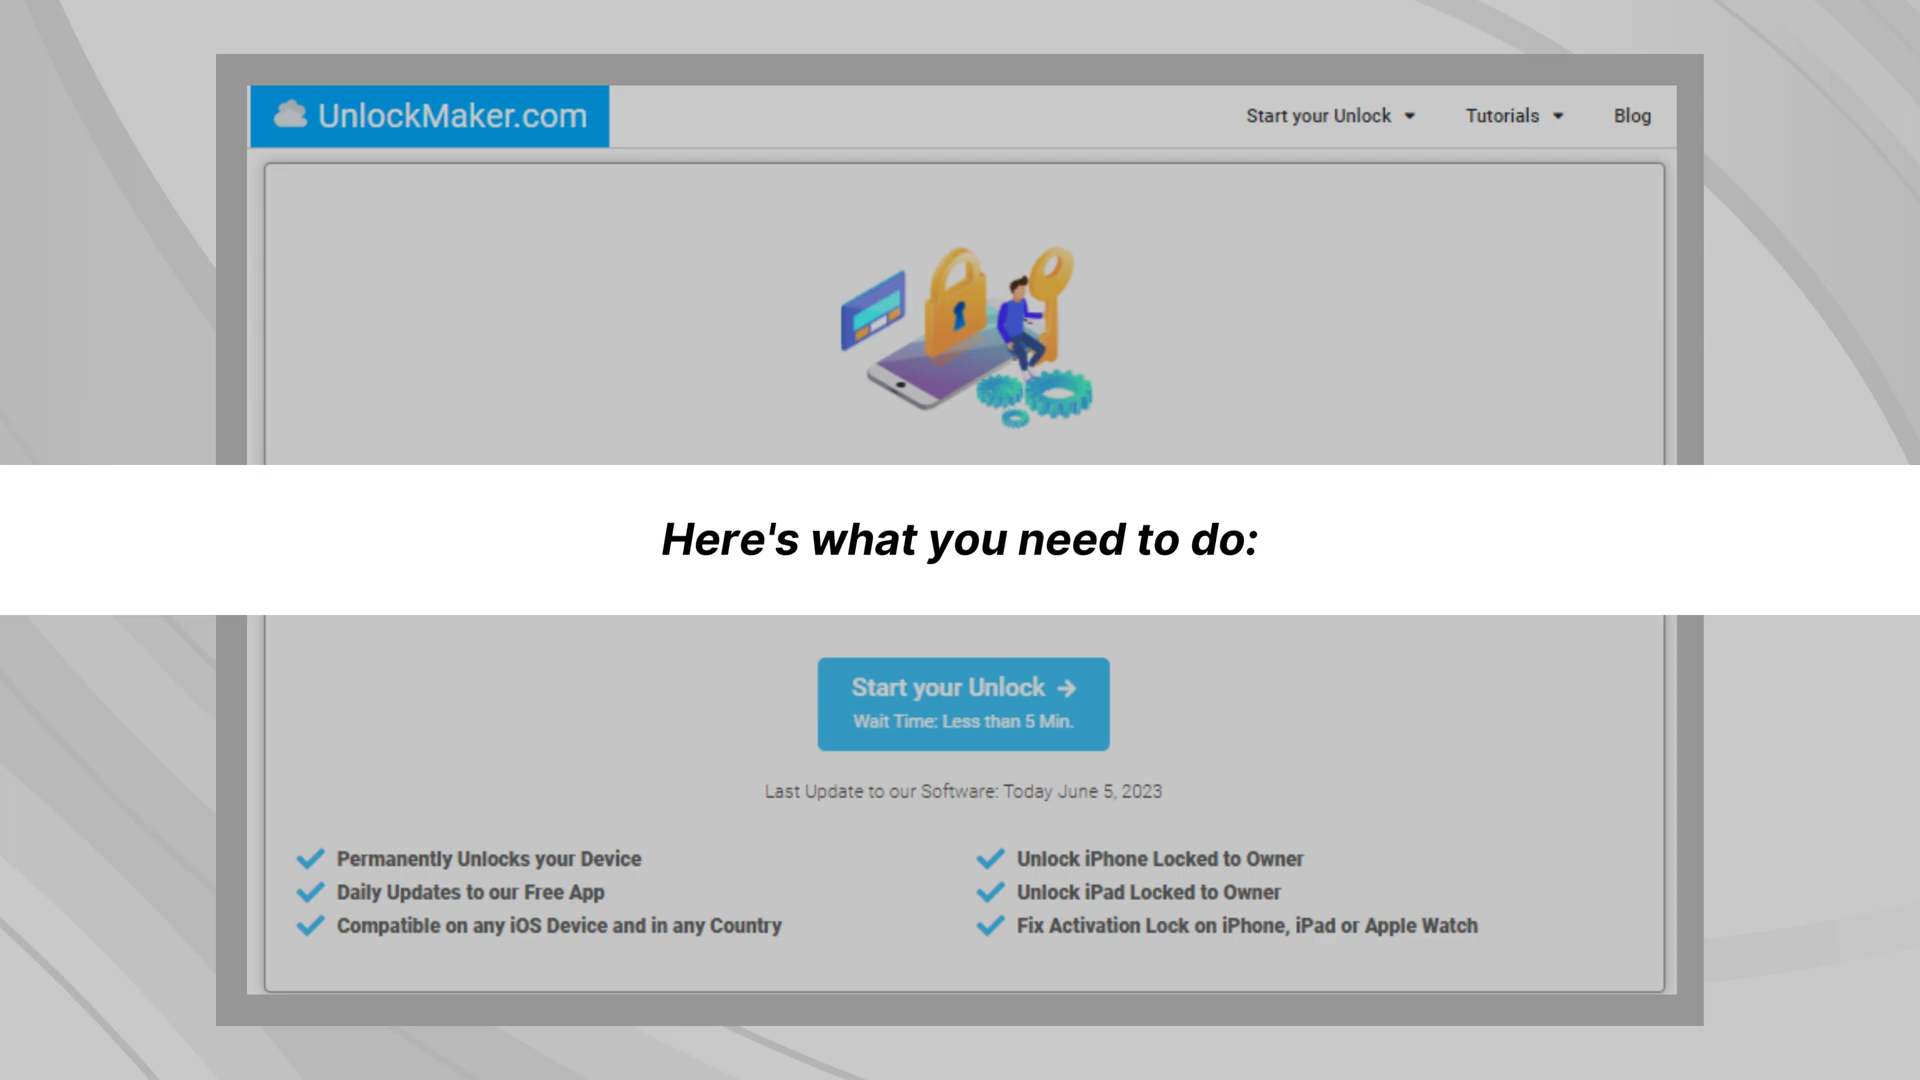 UnlockMaker.com
Start your Unlock
Tutorials
Blog
Here's what you need to do:
Start your Unlock
Wait Time: Less than 5 Min.
Last Update to our Software: Today June 5, 2023
Permanently Unlocks your Device
Daily Updates to our Free App
Compatible on any iOS Device and in any Country
Unlock iPhone Locked to Owner
Unlock iPad Locked to Owner
Fix Activation Lock on iPhone, iPad or Apple Watch